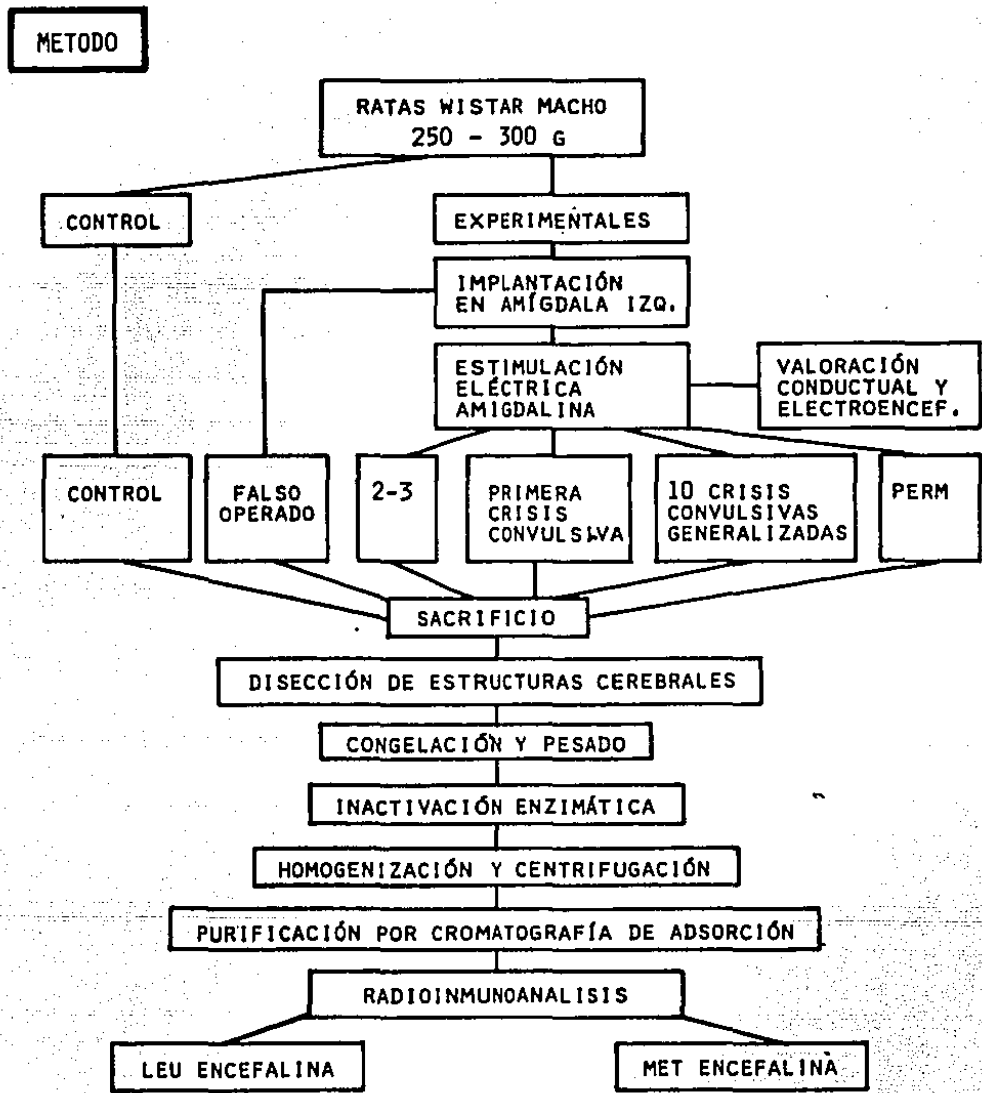 METODO
RATAS WISTAR MACHO
250 - 300 G
CONTROL
EXPERIMENTALES
IMPLANTACIÓN
EN AMÍGDALA IZQ.
ESTIMULACIÓN
ELÉCTRICA
AMIGDALINA
VALORACIÓN
CONDUCTUAL Y
ELECTROENCEF.
CONTROL
FALSO
OPERADO
2-3
PRIMERA
CRISIS
CONVULSIVA
10 CRISIS
CONVULSIVAS
GENERALIZADAS
PERM
SACRIFICIO
DISECCIÓN DE ESTRUCTURAS CEREBRALES
CONGELACIÓN Y PESADO
INACTIVACIÓN ENZIMÁTICA
HOMOGENIZACIÓN Y CENTRIFUGACIÓN
PURIFICACIÓN POR CROMATOGRAFÍA DE ADSORCIÓN
RADIOINMUNOANALISIS
LEU ENCEFALINA
MET ENCEFALINA